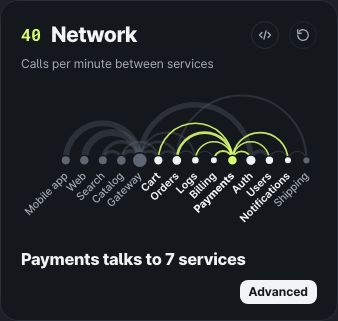 40 Network
Calls per minute between services
Mobile app
Web
Search
Catalog
Gateway
Cart
Orders
Logs
Billing
Payments
Auth
Users
Notifications
Shipping
Payments talks to 7 services
Advanced